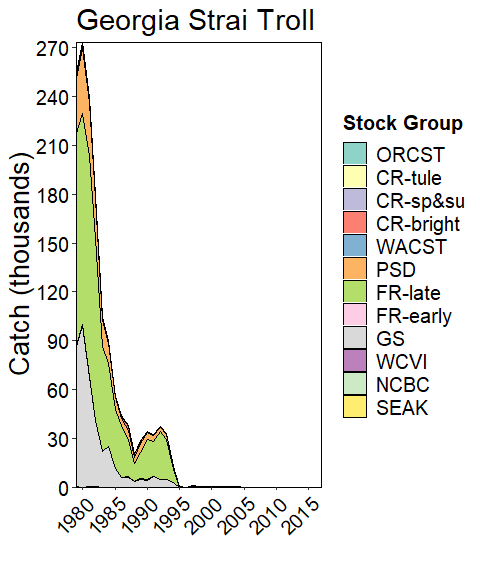 Georgia Strai Troll
Catch (thousands)
270
240
210
180
150
120
90
60
30
0
1980
1985
1990
1995
2000
2005
2010
2015
Stock Group
ORCST
CR-tule
CR-sp&su
CR-bright
WACST
PSD
FR-late
FR-early
GS
WCVI
NCBC
SEAK